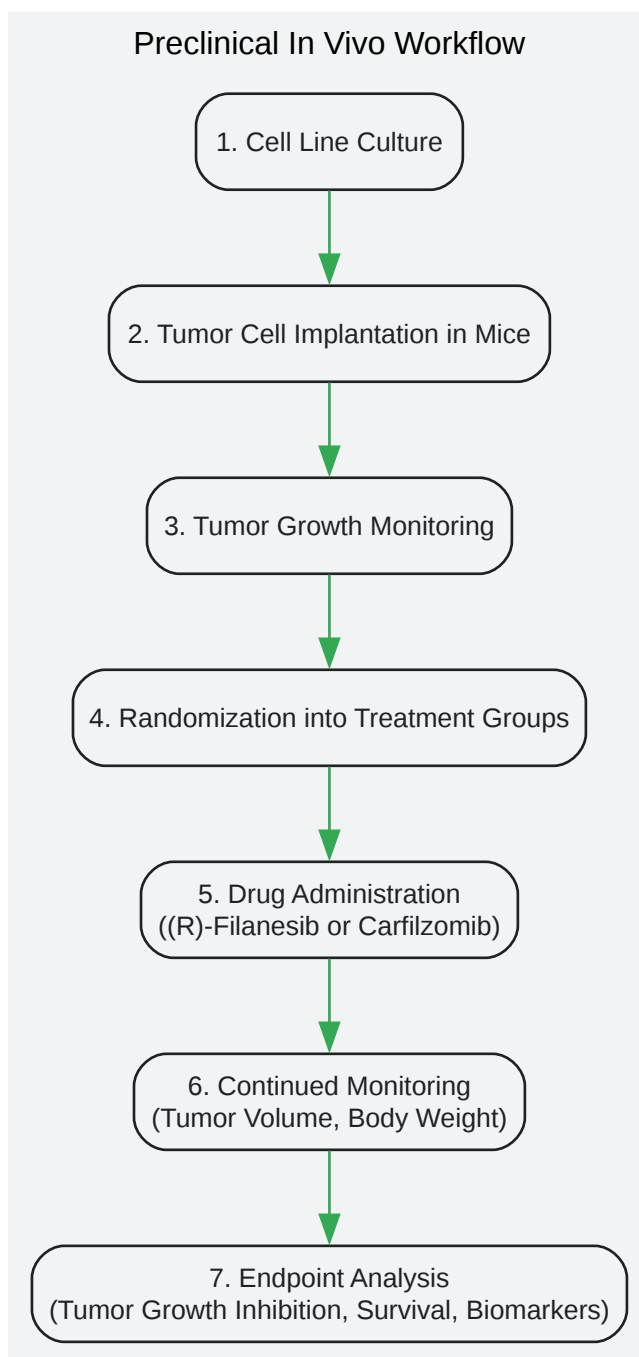 Preclinical In Vivo Workflow
1. Cell Line Culture
2. Tumor Cell Implantation in Mice
3. Tumor Growth Monitoring
4. Randomization into Treatment Groups
5. Drug Administration
((R)-Filanesib or Carfilzomib)
6. Continued Monitoring
(Tumor Volume, Body Weight)
7. Endpoint Analysis
(Tumor Growth Inhibition, Survival, Biomarkers)